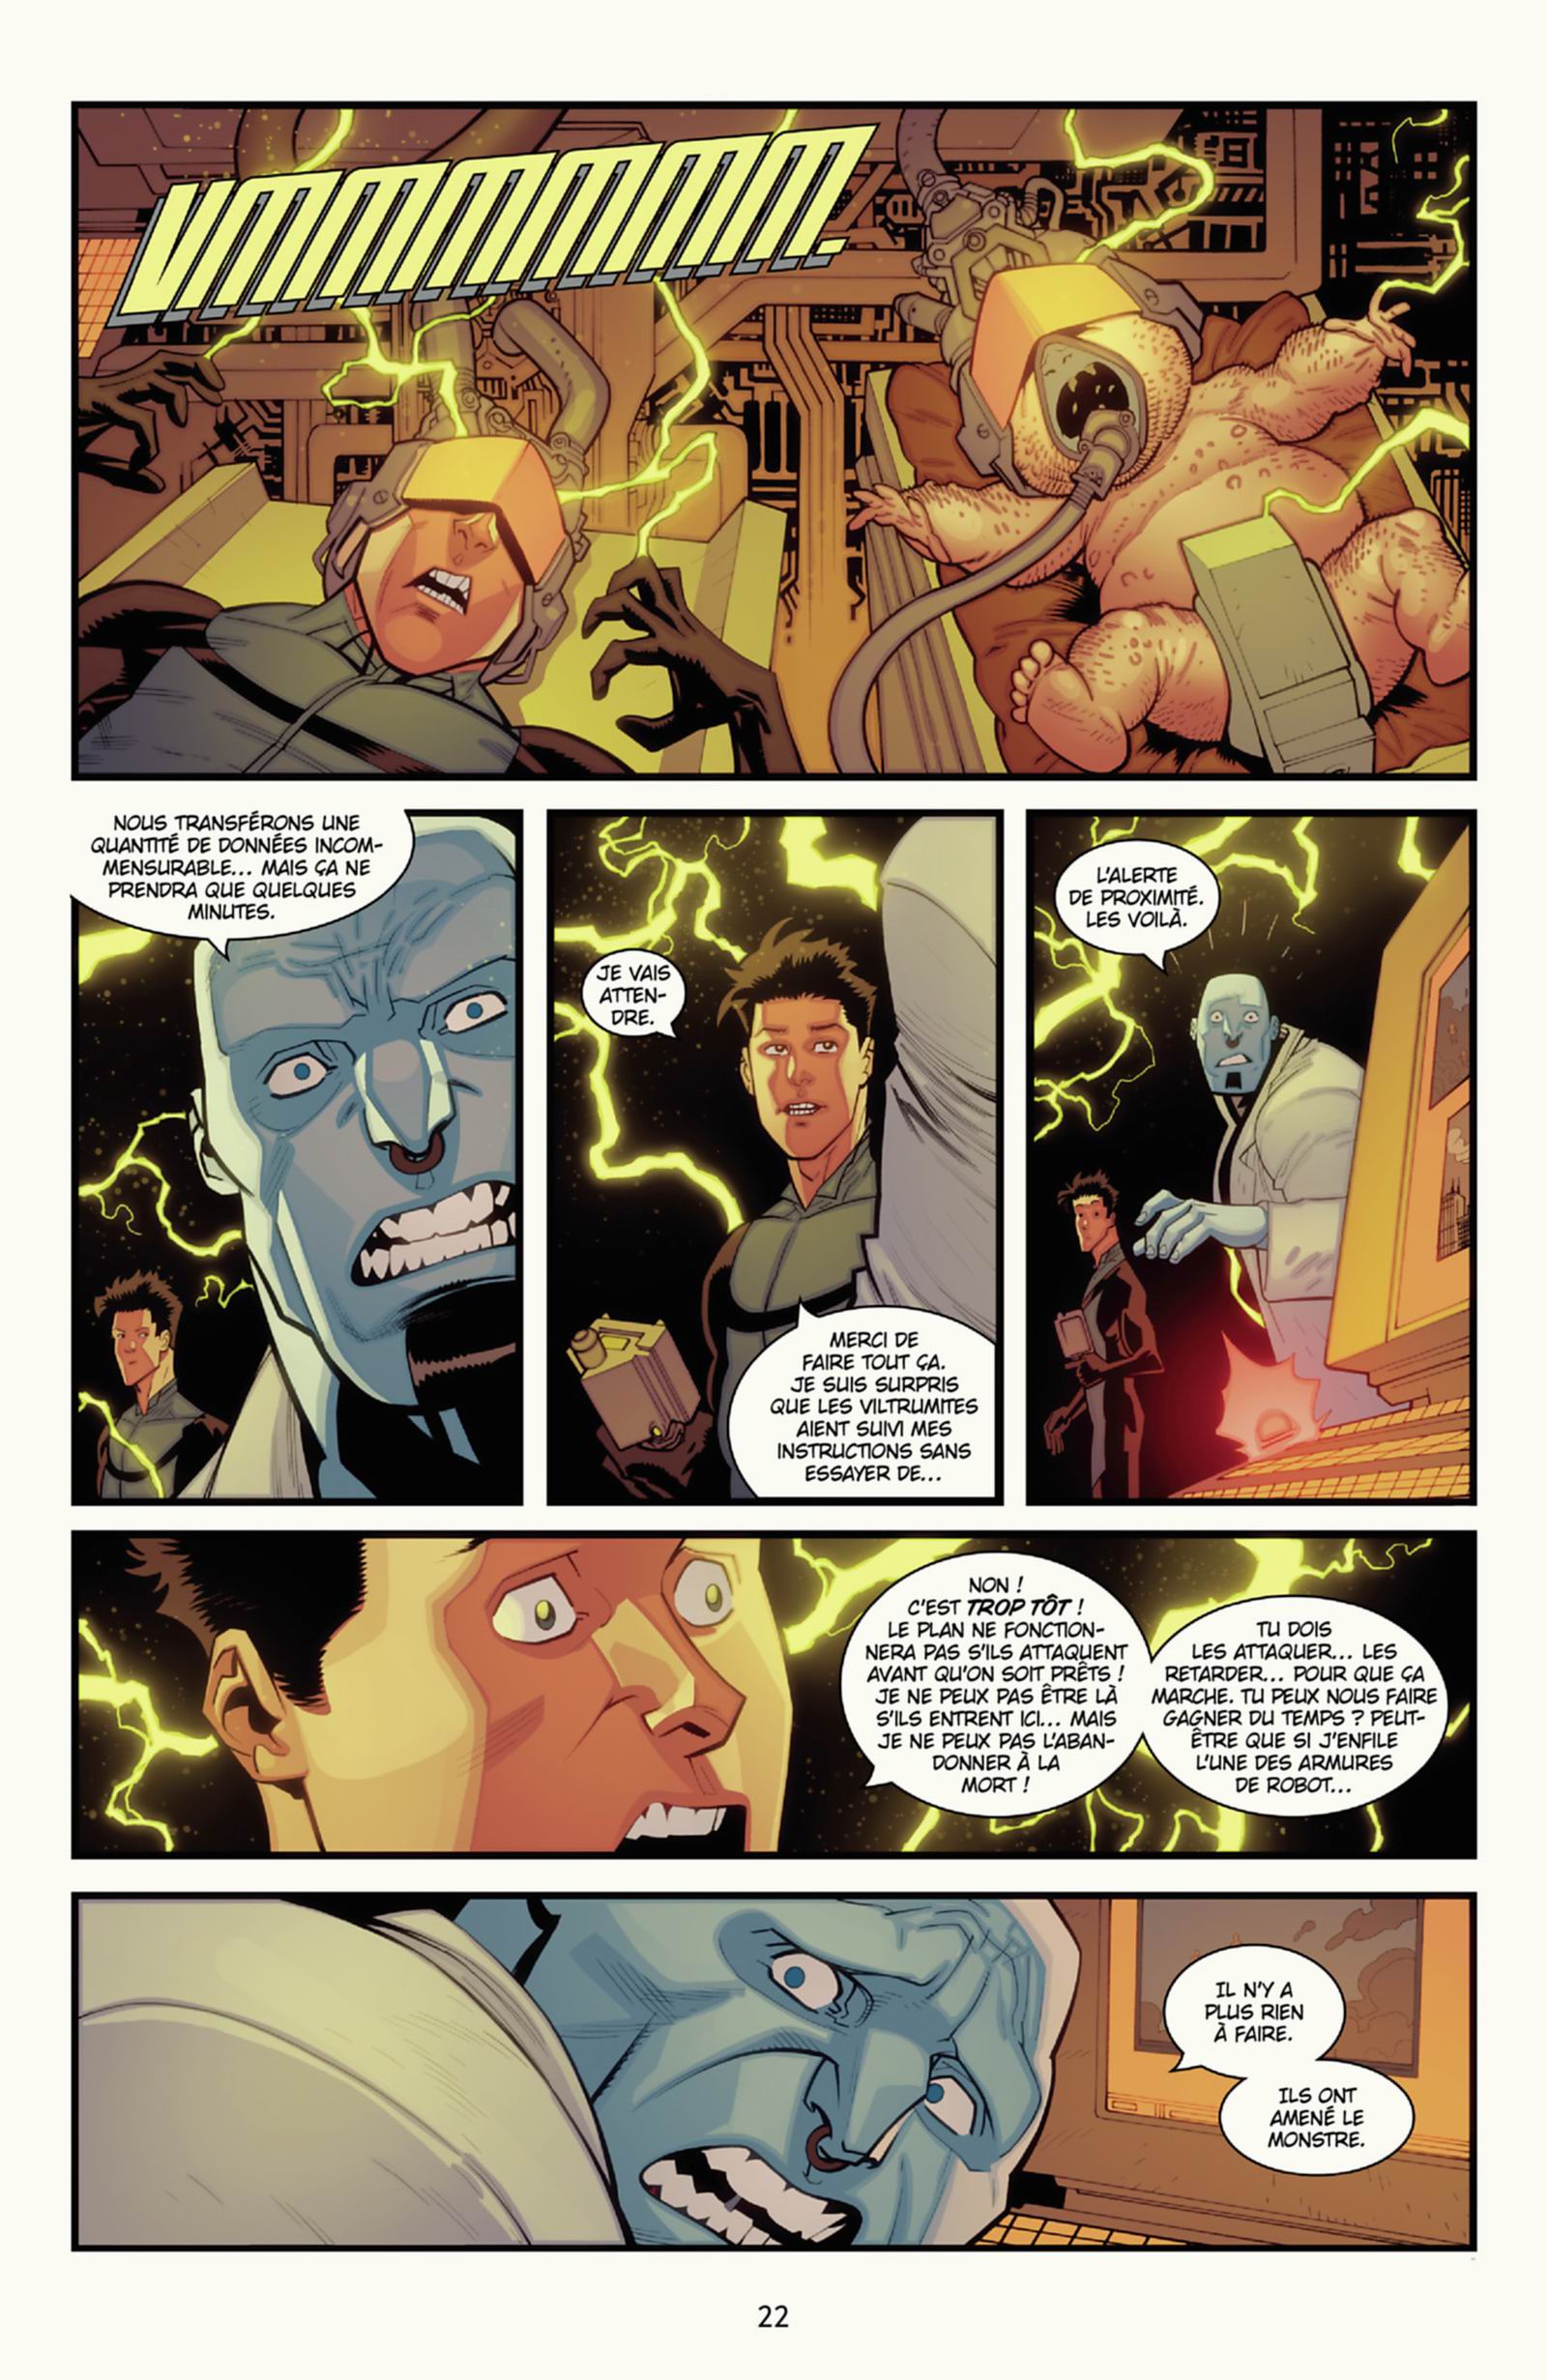 VMMMMMMM.
NOUS TRANSFÉRONS UNE
QUANTITÉ DE DONNÉES INCOM-
MENSURABLE... MAIS ÇA NE
PRENDRA QUE QUELQUES
MINUTES.
JE VAIS
ATTEN-
DRE.
MERCI DE
FAIRE TOUT ÇA.
JE SUIS SURPRIS
QUE LES VILTRUMITES
AIENT SUIVI MES
INSTRUCTIONS SANS
ESSAYER DE...
L'ALERTE
DE PROXIMITÉ.
LES VOILÀ.
NON !
C'EST TROP TÔT !
LE PLAN NE FONCTION-
NERA PAS S'ILS ATTAQUENT
AVANT QU'ON SOIT PRÊTS !
JE NE PEUX PAS ÊTRE LÀ
S'ILS ENTRENT ICI... MAIS
JE NE PEUX PAS L'ABAN-
DONNER À LA
MORT !
TU DOIS
LES ATTAQUER... LES
RETARDER... POUR QUE ÇA
MARCHE. TU PEUX NOUS FAIRE
GAGNER DU TEMPS ? PEUT-
ÊTRE QUE SI J'ENFILE
L'UNE DES ARMURES
DE ROBOT...
IL N'Y A
PLUS RIEN
À FAIRE.
ILS ONT
AMENÉ LE
MONSTRE.
22